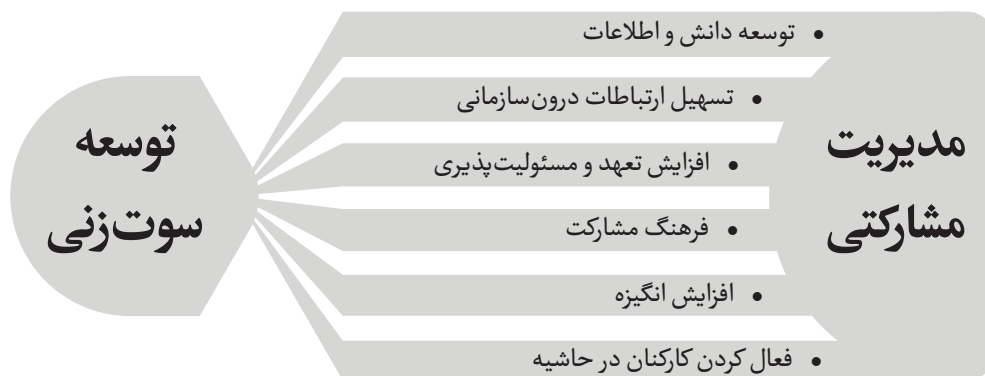 مدیریت
مشارکتی
• توسعه دانش و اطلاعات
• تسهیل ارتباطات درون‌سازمانی
• افزایش تعهد و مسئولیت‌پذیری
• فرهنگ مشارکت
• افزایش انگیزه
• فعال کردن کارکنان در حاشیه
توسعه
سوت‌زنی